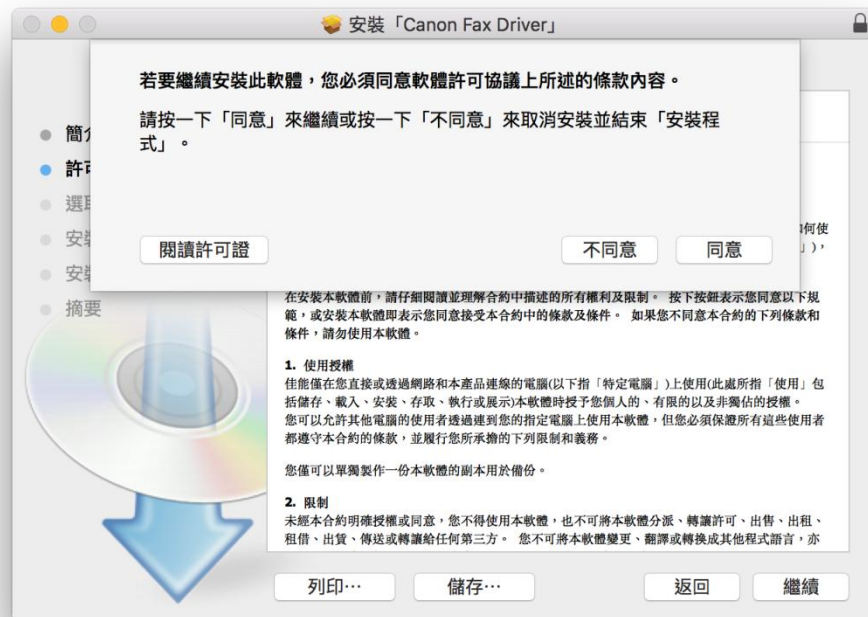 安裝「Canon Fax Driver」
若要繼續安裝此軟體，您必須同意軟體許可協議上所述的條款內容。
請按一下「同意」來繼續或按一下「不同意」來取消安裝並結束「安裝程
式」。
閱讀許可證
不同意
同意
簡介
許可
選取
安裝
安裝
摘要
如何使
」)，
在安裝本軟體前，請仔細閱讀並理解合約中描述的所有權利及限制。 按下按鈕表示您同意以下規
範，或安裝本軟體即表示您同意接受本合約中的條款及條件。 如果您不同意本合約的下列條款和
條件，請勿使用本軟體。
1. 使用授權
佳能僅在您直接或透過網路和本產品連線的電腦(以下指「特定電腦」)上使用(此處所指「使用」包
括儲存、載入、安裝、存取、執行或展示)本軟體時授予您個人的、有限的以及非獨佔的授權。
您可以允許其他電腦的使用者透過連到您的指定電腦上使用本軟體，但您必須保證所有這些使用者
都遵守本合約的條款，並履行您所承擔的下列限制和義務。
您僅可以單獨製作一份本軟體的副本用於備份。
2. 限制
未經本合約明確授權或同意，您不得使用本軟體，也不可將本軟體分派、轉讓許可、出售、出租、
租借、出賃、傳送或轉讓給任何第三方。 您不可將本軟體變更、翻譯或轉換成其他程式語言，亦
列印…
儲存…
返回
繼續